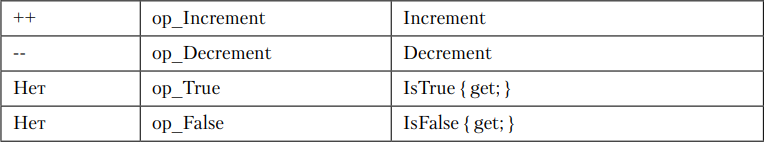 ++ op_Increment Increment
-- op_Decrement Decrement
Нет op_True IsTrue { get; }
Нет op_False IsFalse { get; }